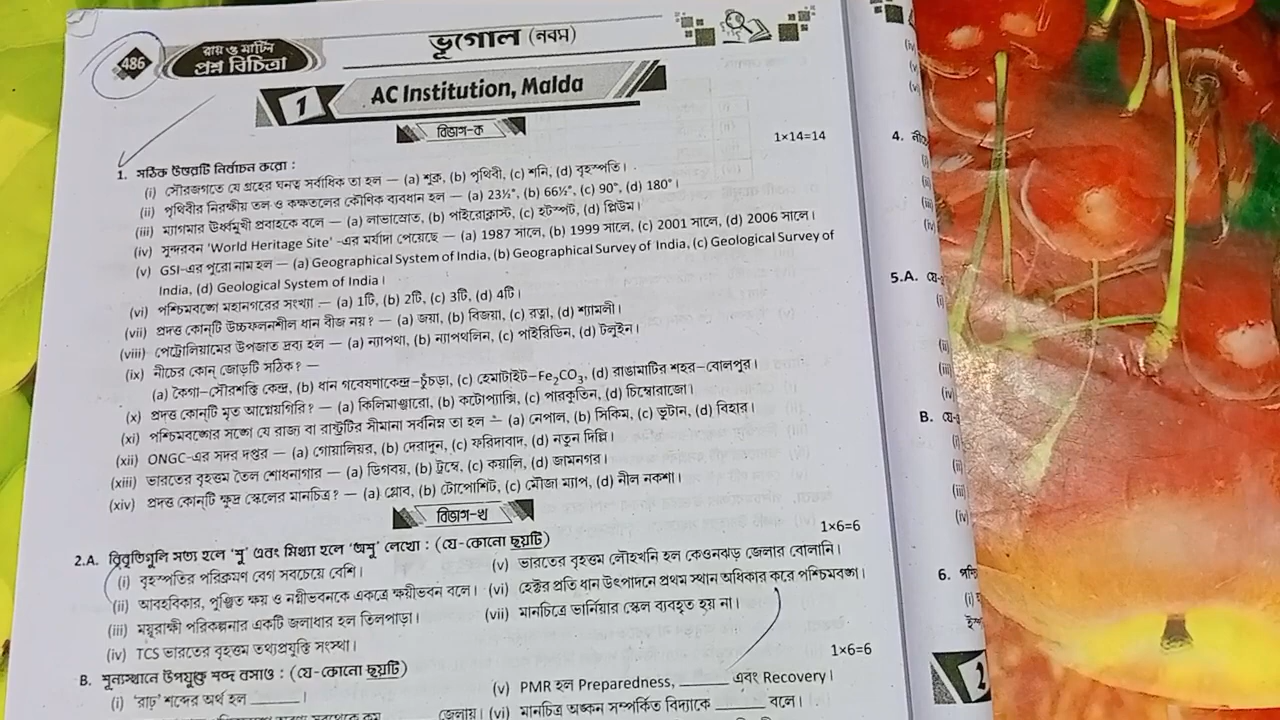 486
রায় ও মার্টিন
প্রশ্ন বিচিত্রা
ভূগোল (নবম)
1 AC Institution, Malda
বিভাগ-ক
1. সঠিক উত্তরটি নির্বাচন করো : 1×14=14
(i) সৌরজগতে যে গ্রহের ঘনত্ব সর্বাধিক তা হল — (a) শুক্র, (b) পৃথিবী, (c) শনি, (d) বৃহস্পতি।
(ii) পৃথিবীর নিরক্ষীয় তল ও কক্ষতলের কৌণিক ব্যবধান হল — (a) 23½°, (b) 66½°, (c) 90°, (d) 180°।
(iii) ম্যাগমার ঊর্ধ্বমুখী প্রবাহকে বলে — (a) লাভাস্রোত, (b) পাইরোক্লাস্ট, (c) হটস্পট, (d) প্লিউম।
(iv) সুন্দরবন 'World Heritage Site' -এর মর্যাদা পেয়েছে — (a) 1987 সালে, (b) 1999 সালে, (c) 2001 সালে, (d) 2006 সালে।
(v) GSI-এর পুরো নাম হল — (a) Geographical System of India, (b) Geographical Survey of India, (c) Geological Survey of
India, (d) Geological System of India।
(vi) পশ্চিমবঙ্গে মহানগরের সংখ্যা — (a) 1টি, (b) 2টি, (c) 3টি, (d) 4টি।
(vii) প্রদত্ত কোন্‌টি উচ্চফলনশীল ধান বীজ নয়? — (a) জয়া, (b) বিজয়া, (c) রত্না, (d) শ্যামলী।
(viii) পেট্রোলিয়ামের উপজাত দ্রব্য হল — (a) ন্যাপথা, (b) ন্যাপথলিন, (c) পাইরিডিন, (d) টলুইন।
(ix) নীচের কোন্ জোড়টি সঠিক? —
(a) কৈগা–সৌরশক্তি কেন্দ্র, (b) ধান গবেষণাকেন্দ্র–চুঁচড়া, (c) হেমাটাইট–Fe₂CO₃, (d) রাঙামাটির শহর–বোলপুর।
(x) প্রদত্ত কোন্‌টি মৃত আগ্নেয়গিরি? — (a) কিলিমাঞ্জারো, (b) কটোপ্যাক্সি, (c) পারকুতিন, (d) চিম্বোরাজো।
(xi) পশ্চিমবঙ্গের সঙ্গে যে রাজ্য বা রাষ্ট্রটির সীমানা সর্বনিম্ন তা হল — (a) নেপাল, (b) সিকিম, (c) ভুটান, (d) বিহার।
(xii) ONGC-এর সদর দপ্তর — (a) গোয়ালিয়র, (b) দেরাদুন, (c) ফরিদাবাদ, (d) নতুন দিল্লি।
(xiii) ভারতের বৃহত্তম তৈল শোধনাগার — (a) ডিগবয়, (b) ট্রম্বে, (c) কয়ালি, (d) জামনগর।
(xiv) প্রদত্ত কোন্‌টি ক্ষুদ্র স্কেলের মানচিত্র? — (a) গ্লোব, (b) টোপোশিট, (c) মৌজা ম্যাপ, (d) নীল নকশা।
বিভাগ-খ
2.A. বিবৃতিগুলি সত্য হলে 'শু' এবং মিথ্যা হলে 'অশু' লেখো : (যে-কোনো ছয়টি) 1×6=6
(i) বৃহস্পতির পরিক্রমণ বেগ সবচেয়ে বেশি।
(ii) আবহবিকার, পুঞ্জিত ক্ষয় ও নগ্নীভবনকে একত্রে ক্ষয়ীভবন বলে।
(iii) ময়ূরাক্ষী পরিকল্পনার একটি জলাধার হল তিলপাড়া।
(iv) TCS ভারতের বৃহত্তম তথ্যপ্রযুক্তি সংস্থা।
(v) ভারতের বৃহত্তম লৌহখনি হল কেওনঝড় জেলার বোলানি।
(vi) হেক্টর প্রতি ধান উৎপাদনে প্রথম স্থান অধিকার করে পশ্চিমবঙ্গ।
(vii) মানচিত্রে ভার্নিয়ার স্কেল ব্যবহৃত হয় না।
B. শূন্যস্থানে উপযুক্ত শব্দ বসাও : (যে-কোনো ছয়টি) 1×6=6
(i) 'রাঢ়' শব্দের অর্থ হল ______।
জেলায়।
(v) PMR হল Preparedness, ______ এবং Recovery।
(vi) মানচিত্র অঙ্কন সম্পর্কিত বিদ্যাকে ______ বলে।
4.
5.A.
(i)
(ii)
(iii)
(iv)
B.
(i)
(ii)
(iii)
(iv)
6.
(i)
2